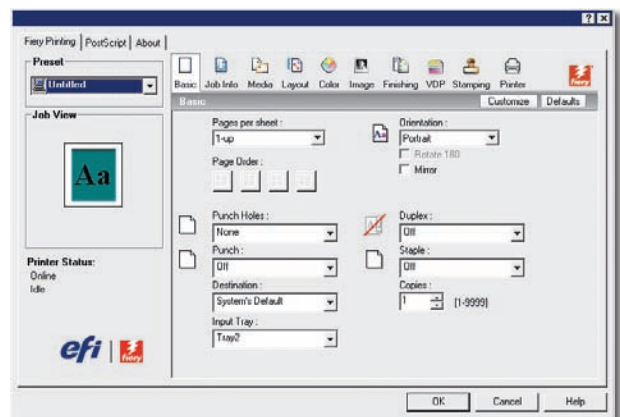 Fiery Printing PostScript About
Preset
Untitled
Job View
Aa
Printer Status:
Online
Idle
efi fiery
Basic Job Info Media Layout Color Image Finishing VDP Stamping Printer
fiery
Basic Customize Defaults
Pages per sheet :
1-up
Page Order :
Orientation :
Portrait
Rotate 180
Mirror
Punch Holes :
None
Duplex :
Off
Punch :
Off
Staple :
Off
Destination :
System's Default
Copies :
1 [1-9999]
Input Tray :
Tray2
OK Cancel Help